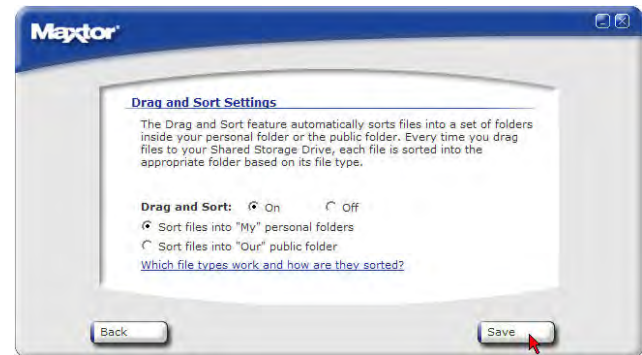 Maxtor
Drag and Sort Settings
The Drag and Sort feature automatically sorts files into a set of folders
inside your personal folder or the public folder. Every time you drag
files to your Shared Storage Drive, each file is sorted into the
appropriate folder based on its file type.
Drag and Sort: On Off
Sort files into "My" personal folders
Sort files into "Our" public folder
Which file types work and how are they sorted?
Back Save